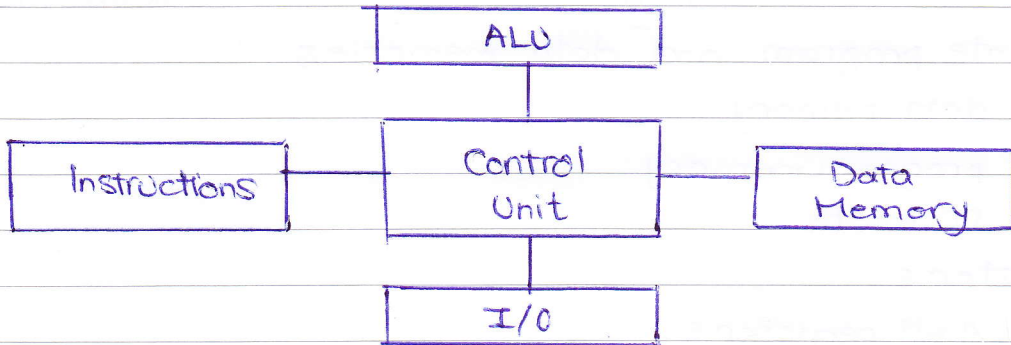 ALU
Instructions
Control
Unit
Data
Memory
I/O